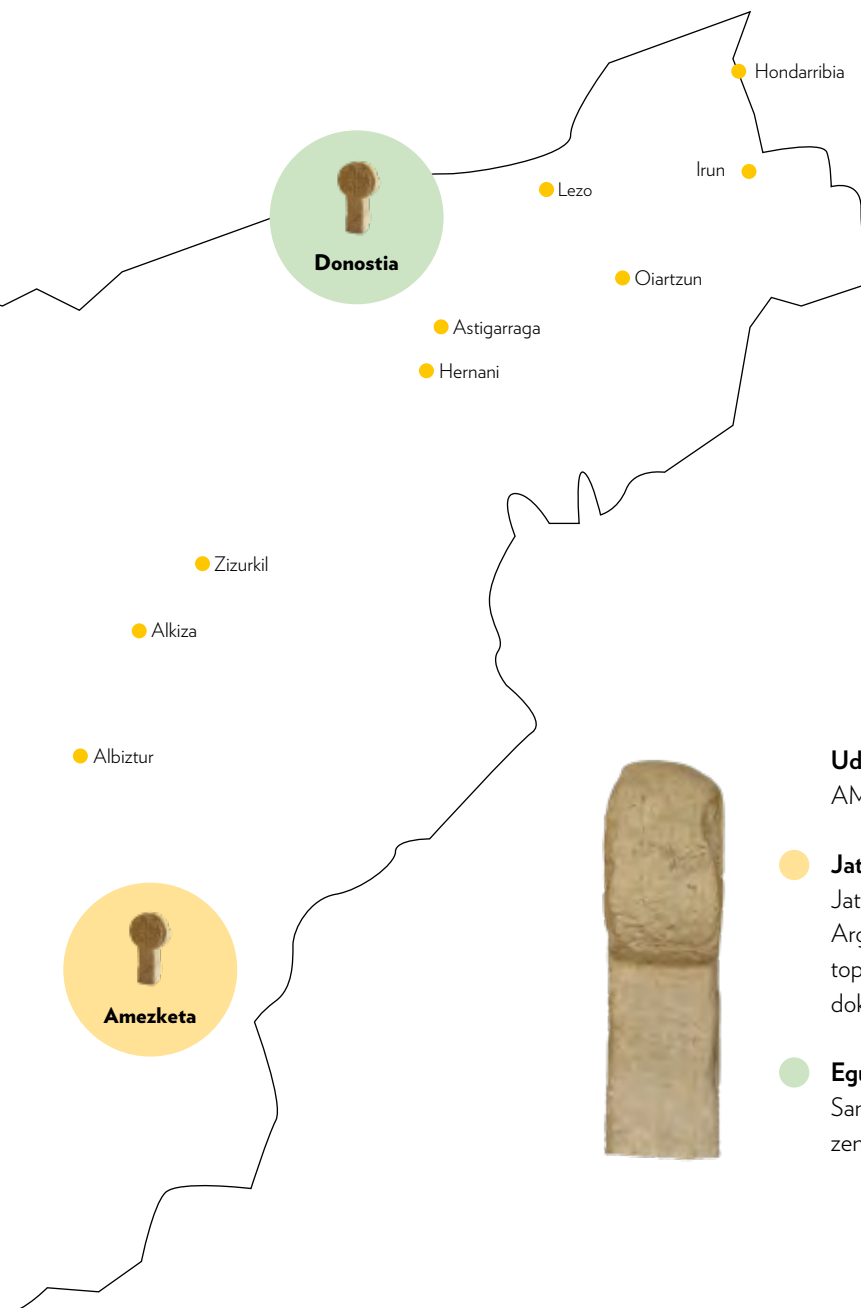 Hondarribia
Irun
Lezo
Donostia
Oiartzun
Astigarraga
Hernani
Zizurkil
Alkiza
Albiztur
Amezketa
Ud
AM
Jat
Jat
Arg
top
dok
Egu
zen